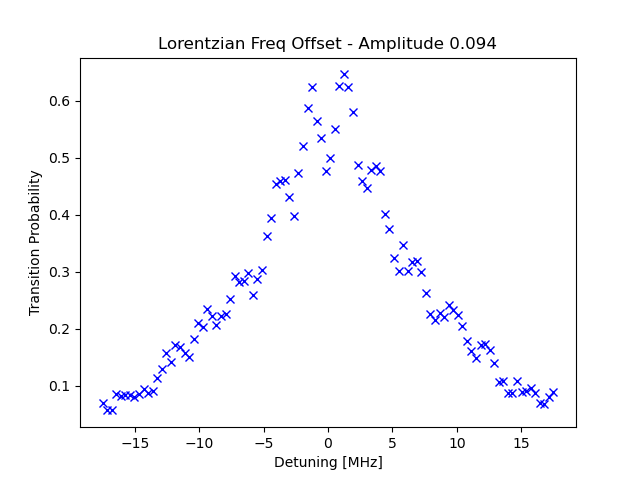 Lorentzian Freq Offset - Amplitude 0.094
Transition Probability
0.6
0.5
0.4
0.3
0.2
0.1
−15 −10 −5 0 5 10 15
Detuning [MHz]